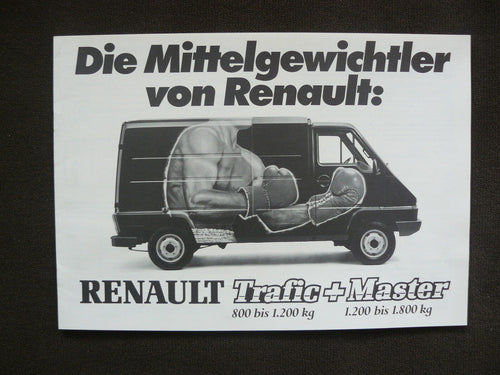 Die Mittelgewichtler
von Renault:
RENAULT Trafic + Master
800 bis 1.200 kg 1.200 bis 1.800 kg